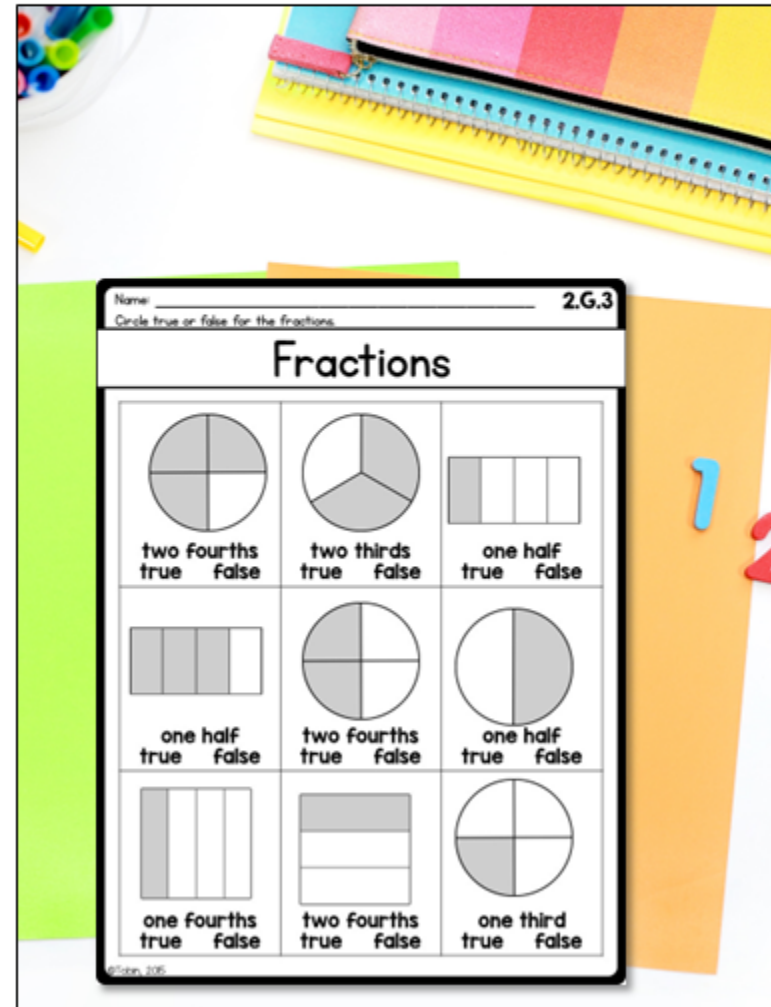 Name: 2.G.3
Circle true or false for the fractions.
Fractions
two fourths two thirds one half
true false true false true false
one half two fourths one half
true false true false true false
one fourths two fourths one third
true false true false true false
©Tobin, 2015
1
2